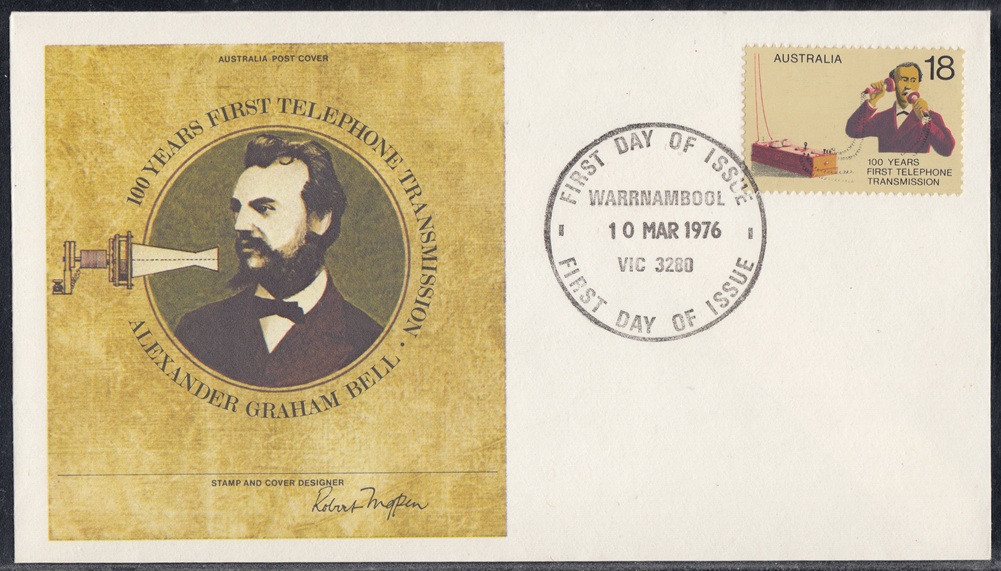 AUSTRALIA POST COVER
100 YEARS FIRST TELEPHONE TRANSMISSION ·
ALEXANDER GRAHAM BELL
STAMP AND COVER DESIGNER
Robert Ingpen
AUSTRALIA
18
100 YEARS
FIRST TELEPHONE
TRANSMISSION
FIRST DAY OF ISSUE
WARRNAMBOOL
10 MAR 1976
VIC 3280
FIRST DAY OF ISSUE